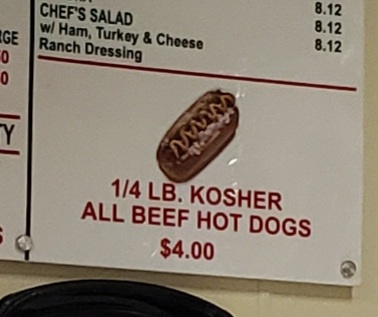 8.12
CHEF'S SALAD 8.12
w/ Ham, Turkey & Cheese 8.12
Ranch Dressing
1/4 LB. KOSHER
ALL BEEF HOT DOGS
$4.00